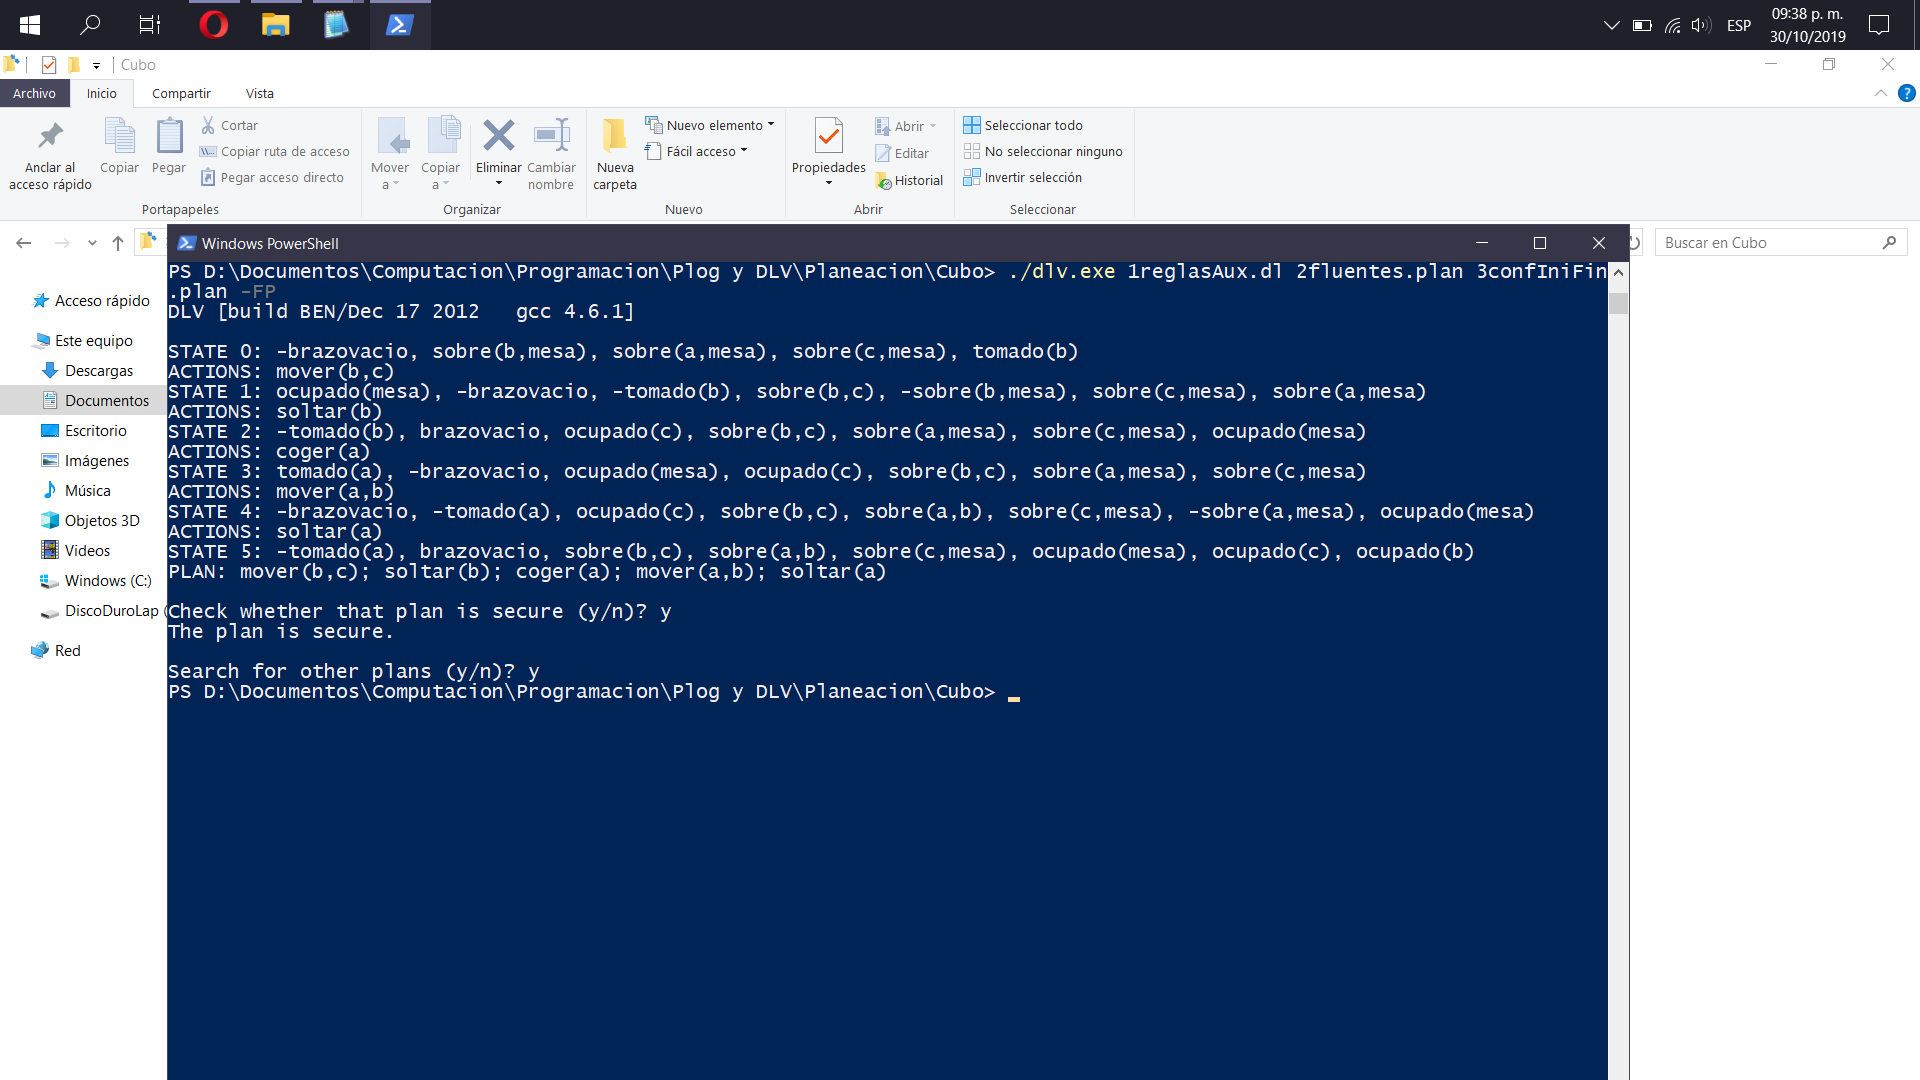 ESP
09:38 p. m.
30/10/2019
Cubo
Archivo
Inicio
Compartir
Vista
Anclar al
acceso rápido
Copiar
Pegar
Cortar
Copiar ruta de acceso
Pegar acceso directo
Portapapeles
Mover
a
Copiar
a
Eliminar
Cambiar
nombre
Organizar
Nueva
carpeta
Nuevo elemento
Fácil acceso
Nuevo
Propiedades
Abrir
Editar
Historial
Abrir
Seleccionar todo
No seleccionar ninguno
Invertir selección
Seleccionar
Buscar en Cubo
Acceso rápido
Este equipo
Descargas
Documentos
Escritorio
Imágenes
Música
Objetos 3D
Videos
Windows (C:)
DiscoDuroLap (
Red
Windows PowerShell
PS D:\Documentos\Computacion\Programacion\Plog y DLV\Planeacion\Cubo> ./dlv.exe 1reglasAux.dl 2fluentes.plan 3confIniFin
.plan -FP
DLV [build BEN/Dec 17 2012   gcc 4.6.1]
STATE 0: -brazovacio, sobre(b,mesa), sobre(a,mesa), sobre(c,mesa), tomado(b)
ACTIONS: mover(b,c)
STATE 1: ocupado(mesa), -brazovacio, -tomado(b), sobre(b,c), -sobre(b,mesa), sobre(c,mesa), sobre(a,mesa)
ACTIONS: soltar(b)
STATE 2: -tomado(b), brazovacio, ocupado(c), sobre(b,c), sobre(a,mesa), sobre(c,mesa), ocupado(mesa)
ACTIONS: coger(a)
STATE 3: tomado(a), -brazovacio, ocupado(mesa), ocupado(c), sobre(b,c), sobre(a,mesa), sobre(c,mesa)
ACTIONS: mover(a,b)
STATE 4: -brazovacio, -tomado(a), ocupado(c), sobre(b,c), sobre(a,b), sobre(c,mesa), -sobre(a,mesa), ocupado(mesa)
ACTIONS: soltar(a)
STATE 5: -tomado(a), brazovacio, sobre(b,c), sobre(a,b), sobre(c,mesa), ocupado(mesa), ocupado(c), ocupado(b)
PLAN: mover(b,c); soltar(b); coger(a); mover(a,b); soltar(a)
Check whether that plan is secure (y/n)? y
The plan is secure.
Search for other plans (y/n)? y
PS D:\Documentos\Computacion\Programacion\Plog y DLV\Planeacion\Cubo> _